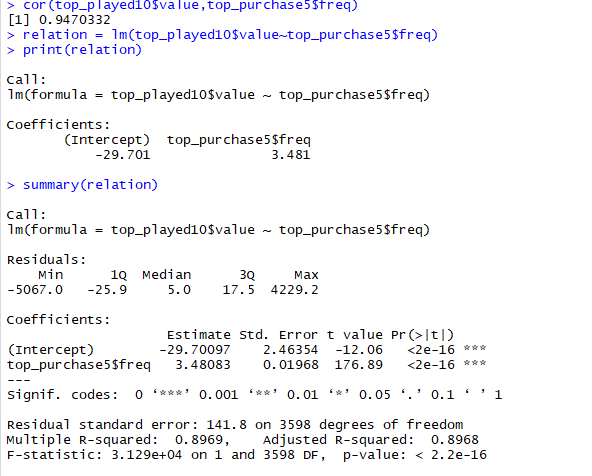 > cor(top_played10$value,top_purchase5$freq)
[1] 0.9470332
> relation = lm(top_played10$value~top_purchase5$freq)
> print(relation)
Call:
lm(formula = top_played10$value ~ top_purchase5$freq)
Coefficients:
(Intercept) top_purchase5$freq
-29.701 3.481
> summary(relation)
Call:
lm(formula = top_played10$value ~ top_purchase5$freq)
Residuals:
Min 1Q Median 3Q Max
-5067.0 -25.9 5.0 17.5 4229.2
Coefficients:
Estimate Std. Error t value Pr(>|t|)
(Intercept) -29.70097 2.46354 -12.06 <2e-16 ***
top_purchase5$freq 3.48083 0.01968 176.89 <2e-16 ***
---
Signif. codes: 0 ‘***’ 0.001 ‘**’ 0.01 ‘*’ 0.05 ‘.’ 0.1 ‘ ’ 1
Residual standard error: 141.8 on 3598 degrees of freedom
Multiple R-squared: 0.8969, Adjusted R-squared: 0.8968
F-statistic: 3.129e+04 on 1 and 3598 DF, p-value: < 2.2e-16